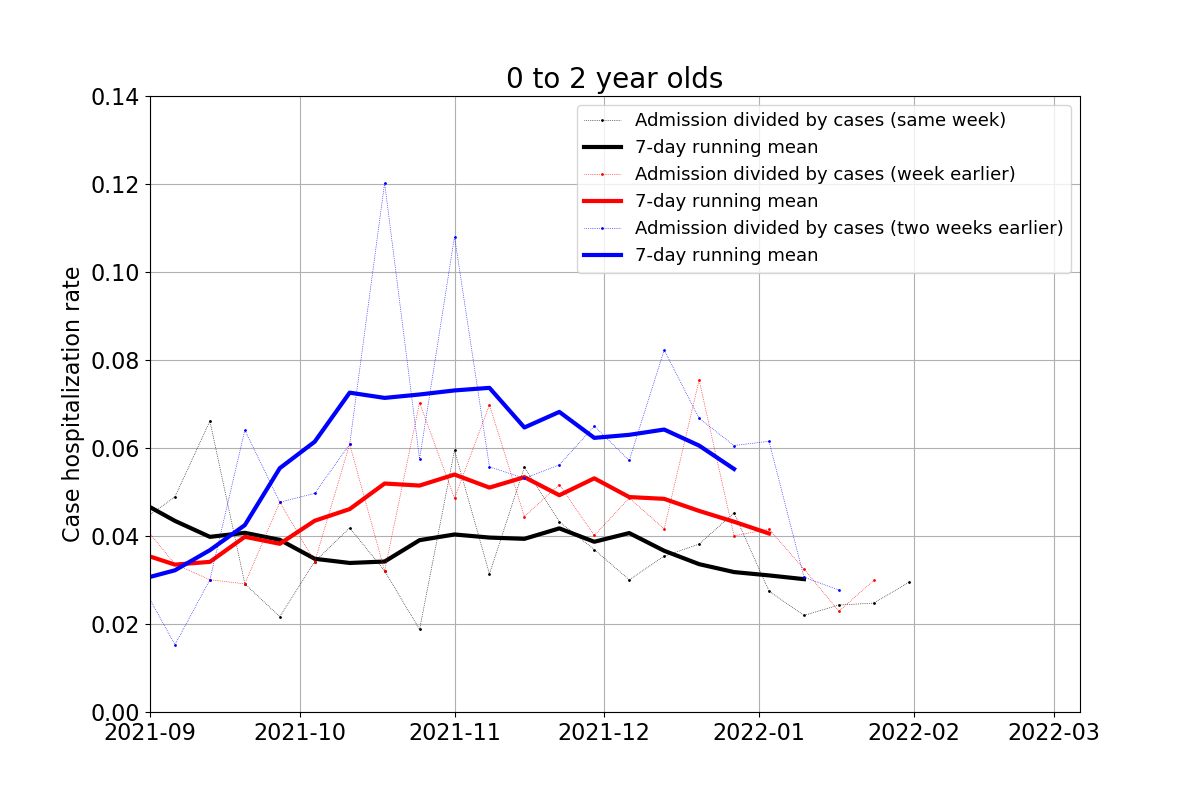 0 to 2 year olds
0.14
0.12
0.10
0.08
0.06
0.04
0.02
0.00
Case hospitalization rate
Admission divided by cases (same week)
7-day running mean
Admission divided by cases (week earlier)
7-day running mean
Admission divided by cases (two weeks earlier)
7-day running mean
2021-09 2021-10 2021-11 2021-12 2022-01 2022-02 2022-03